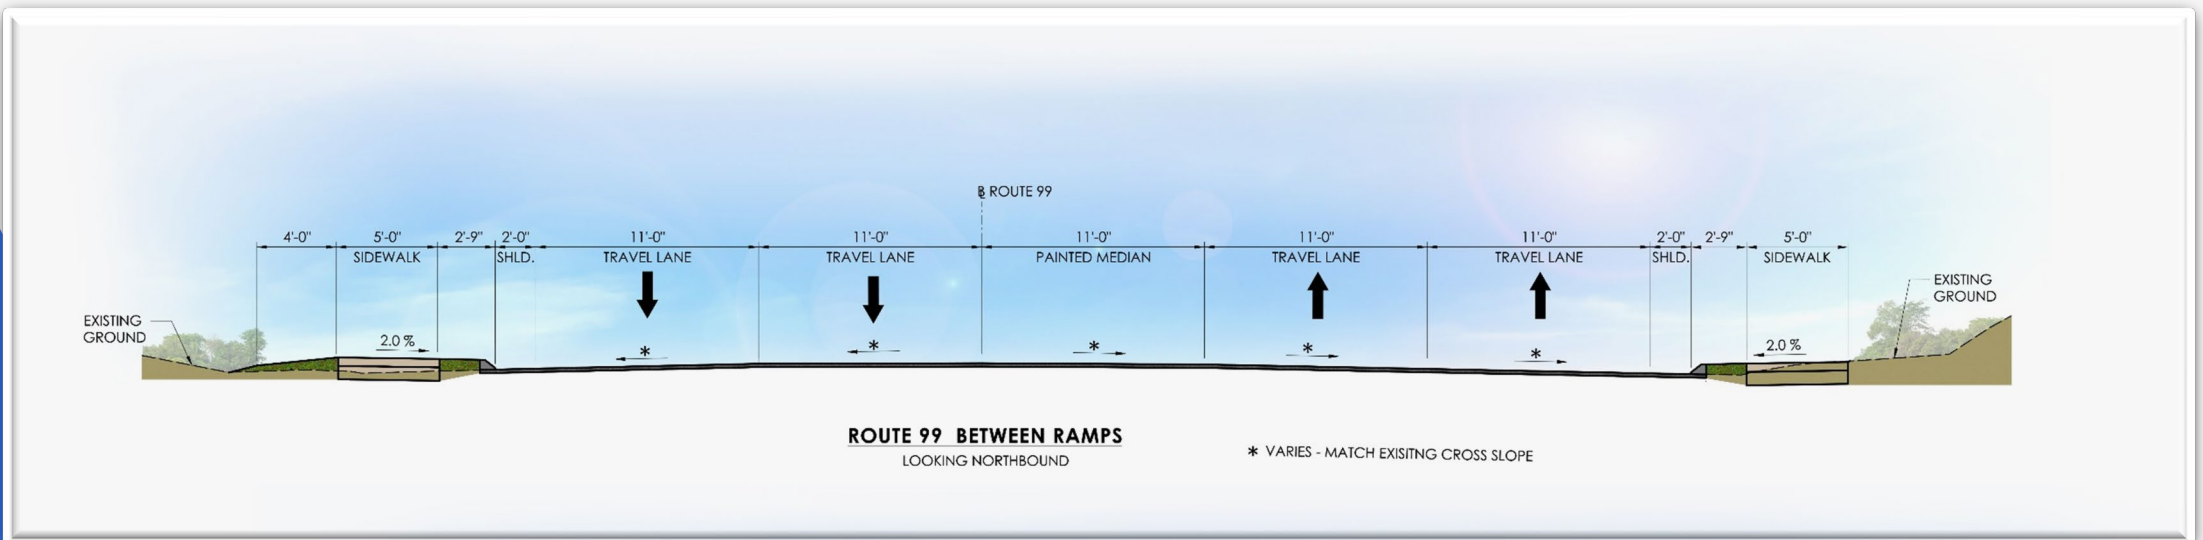 ℄ ROUTE 99
4'-0" 5'-0" 2'-9" 2'-0" 11'-0" 11'-0" 11'-0" 11'-0" 11'-0" 2'-0" 2'-9" 5'-0"
SIDEWALK SHLD. TRAVEL LANE TRAVEL LANE PAINTED MEDIAN TRAVEL LANE TRAVEL LANE SHLD. SIDEWALK
EXISTING
GROUND
EXISTING
GROUND
2.0 % * * * * * 2.0 %
ROUTE 99 BETWEEN RAMPS
LOOKING NORTHBOUND
* VARIES - MATCH EXISITNG CROSS SLOPE